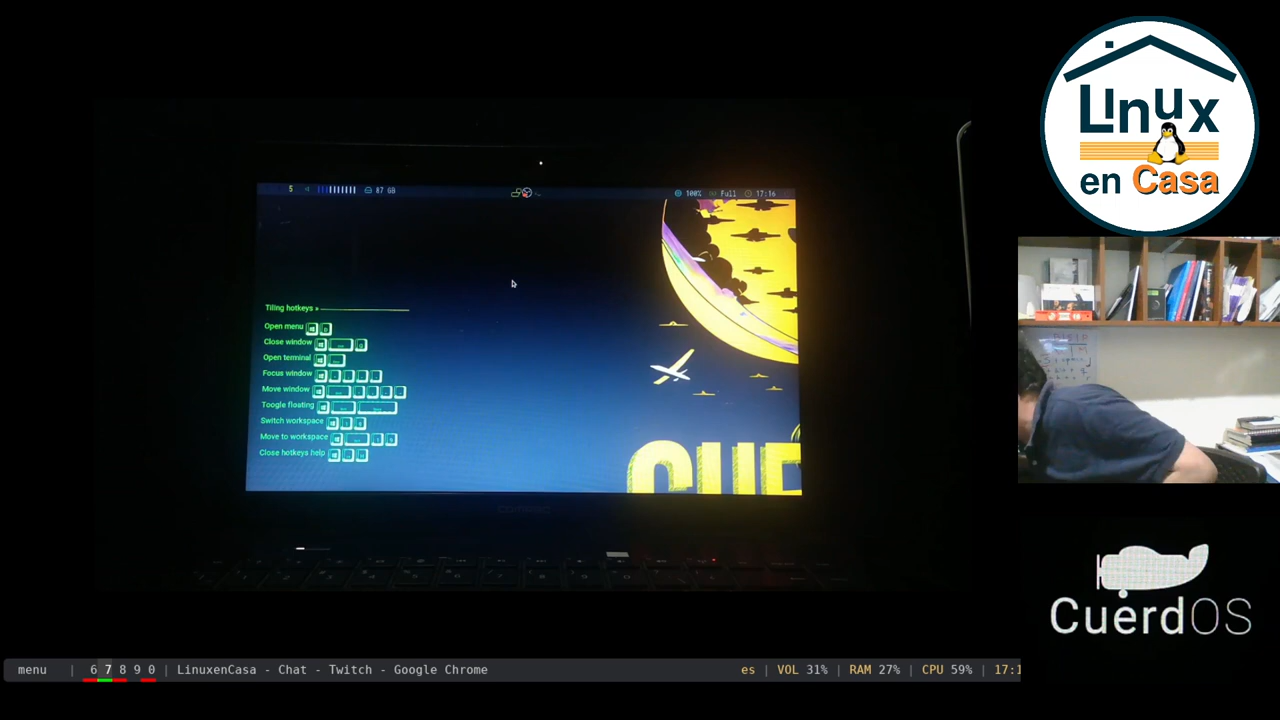 5
87 GB
100%
Full
17:16
Tiling hotkeys »
Open menu
Close window
Open terminal
Focus window
Move window
Toogle floating
Switch workspace
Move to workspace
Close hotkeys help
CUE
Linux
en Casa
CuerdOS
menu | 6 7 8 9 0 | LinuxenCasa - Chat - Twitch - Google Chrome
es | VOL 31% | RAM 27% | CPU 59% | 17:1